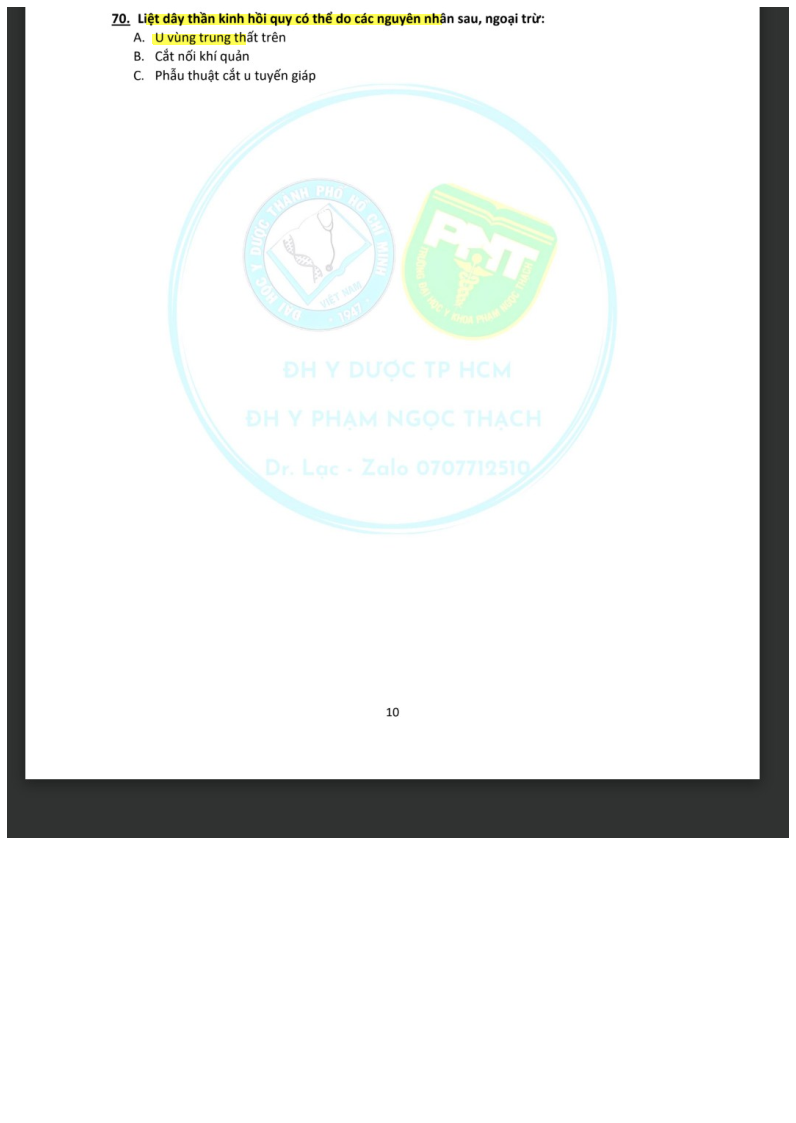 70. Liệt dây thần kinh hồi quy có thể do các nguyên nhân sau, ngoại trừ:
A. U vùng trung thất trên
B. Cắt nối khí quản
C. Phẫu thuật cắt u tuyến giáp
ĐẠI HỌC Y DƯỢC THÀNH PHỐ HỒ CHÍ MINH
VIỆT NAM
- 1947 -
PNT
TRƯỜNG ĐẠI HỌC Y KHOA PHẠM NGỌC THẠCH
ĐH Y DƯỢC TP HCM
ĐH Y PHẠM NGỌC THẠCH
Dr. Lạc - Zalo 0707712510
10